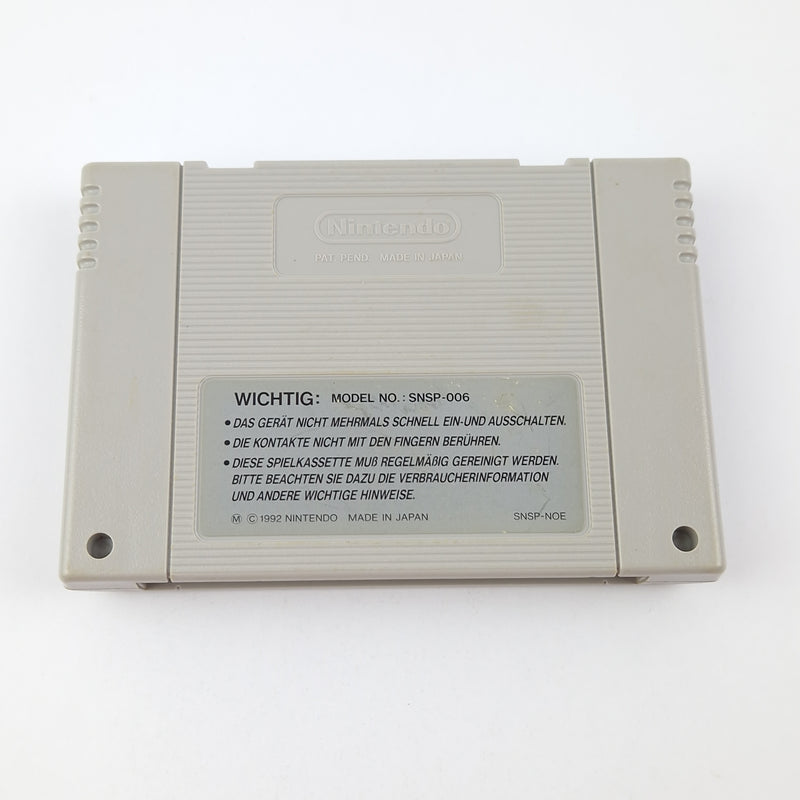 Nintendo
PAT. PEND. MADE IN JAPAN
WICHTIG: MODEL NO.: SNSP-006
• DAS GERÄT NICHT MEHRMALS SCHNELL EIN-UND AUSSCHALTEN.
• DIE KONTAKTE NICHT MIT DEN FINGERN BERÜHREN.
• DIESE SPIELKASSETTE MUß REGELMÄßIG GEREINIGT WERDEN.
BITTE BEACHTEN SIE DAZU DIE VERBRAUCHERINFORMATION
UND ANDERE WICHTIGE HINWEISE.
Ⓜ © 1992 NINTENDO MADE IN JAPAN SNSP-NOE